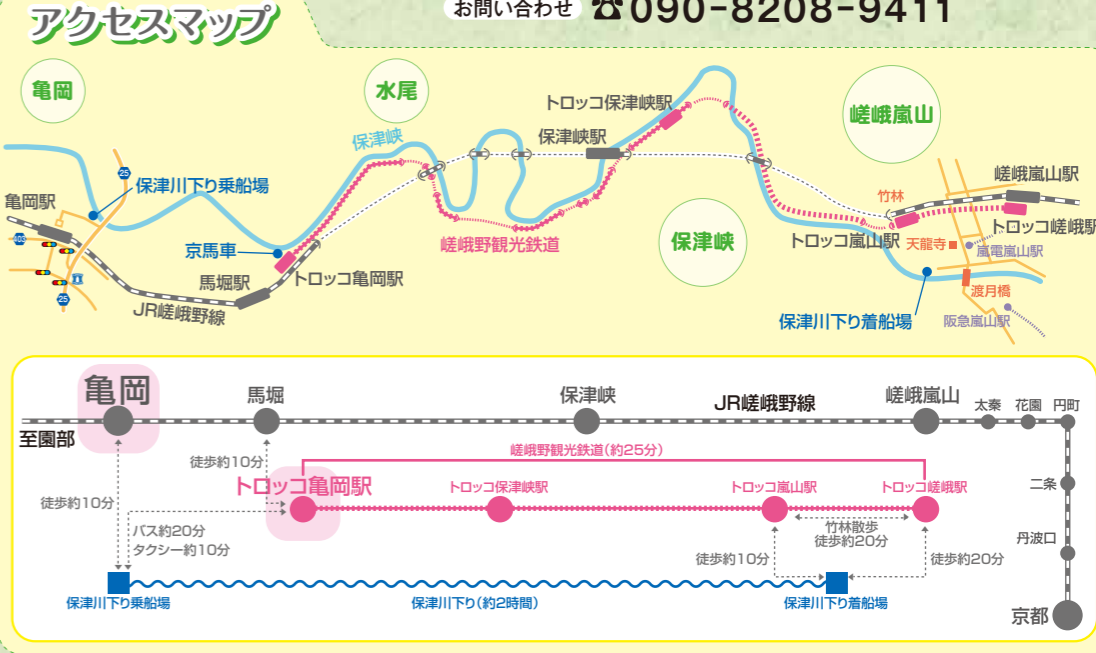 アクセスマップ
お問い合わせ ☎090-8208-9411
亀岡
水尾
嵯峨嵐山
保津峡
トロッコ保津峡駅
保津峡駅
保津峡
25
保津川下り乗船場
亀岡駅
403
25
京馬車
馬堀駅
トロッコ亀岡駅
JR嵯峨野線
嵯峨野観光鉄道
竹林
嵯峨嵐山駅
トロッコ嵐山駅
トロッコ嵯峨駅
天龍寺
嵐電嵐山駅
渡月橋
保津川下り着船場
阪急嵐山駅
亀岡
馬堀
保津峡
JR嵯峨野線
嵯峨嵐山
太秦
花園
円町
至園部
嵯峨野観光鉄道(約25分)
徒歩約10分
トロッコ亀岡駅
トロッコ保津峡駅
トロッコ嵐山駅
トロッコ嵯峨駅
二条
徒歩約10分
バス約20分
タクシー約10分
竹林散歩
徒歩約20分
丹波口
徒歩約10分
徒歩約20分
保津川下り乗船場
保津川下り(約2時間)
保津川下り着船場
京都